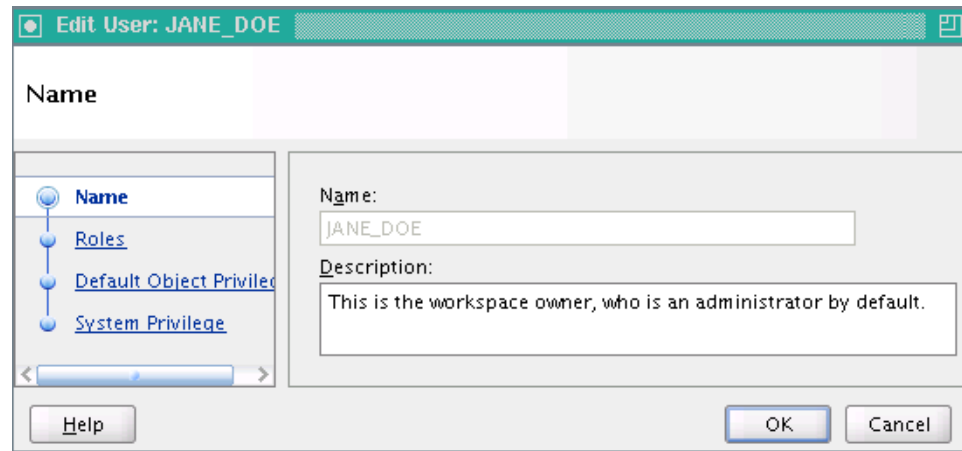 Edit User: JANE_DOE
Name
Name
Roles
Default Object Privileg
System Privilege
Name:
JANE_DOE
Description:
This is the workspace owner, who is an administrator by default.
Help
OK
Cancel